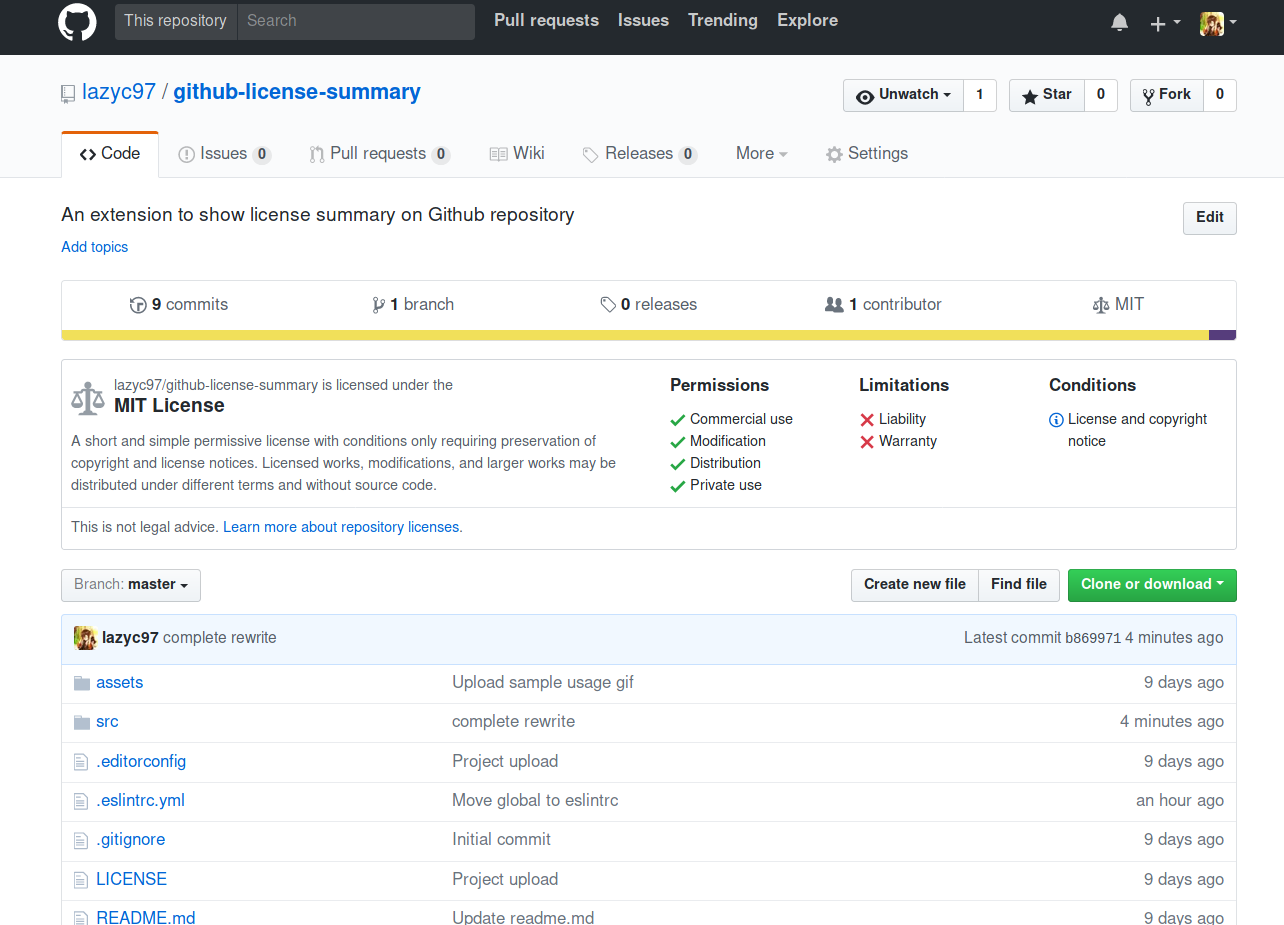 This repository Search Pull requests Issues Trending Explore
lazyc97 / github-license-summary Unwatch 1 Star 0 Fork 0
Code Issues 0 Pull requests 0 Wiki Releases 0 More Settings
An extension to show license summary on Github repository Edit
Add topics
9 commits 1 branch 0 releases 1 contributor MIT
lazyc97/github-license-summary is licensed under the
MIT License
A short and simple permissive license with conditions only requiring preservation of
copyright and license notices. Licensed works, modifications, and larger works may be
distributed under different terms and without source code.
Permissions
Commercial use
Modification
Distribution
Private use
Limitations
Liability
Warranty
Conditions
License and copyright
notice
This is not legal advice. Learn more about repository licenses.
Branch: master Create new file Find file Clone or download
lazyc97 complete rewrite Latest commit b869971 4 minutes ago
assets Upload sample usage gif 9 days ago
src complete rewrite 4 minutes ago
.editorconfig Project upload 9 days ago
.eslintrc.yml Move global to eslintrc an hour ago
.gitignore Initial commit 9 days ago
LICENSE Project upload 9 days ago
README.md Update readme.md 9 days ago